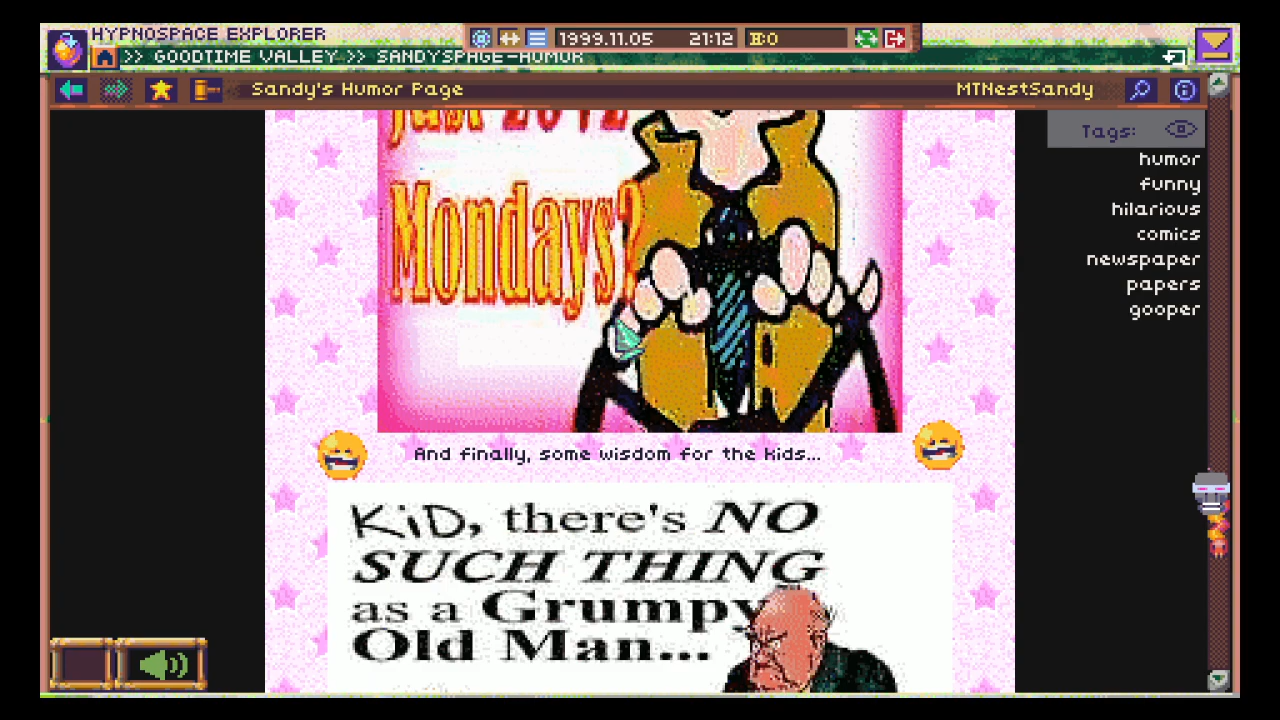 HYPNOSPACE EXPLORER
1999.11.05 21:12 :0
>> GOODTIME VALLEY >> SANDYSPAGE-HUMOR
Sandy's Humor Page
MTNestSandy
Tags:
humor
funny
hilarious
comics
newspaper
papers
gooper
Mondays?
And finally, some wisdom for the kids...
KiD, there's NO
SUCH THING
as a Grumpy
Old Man...